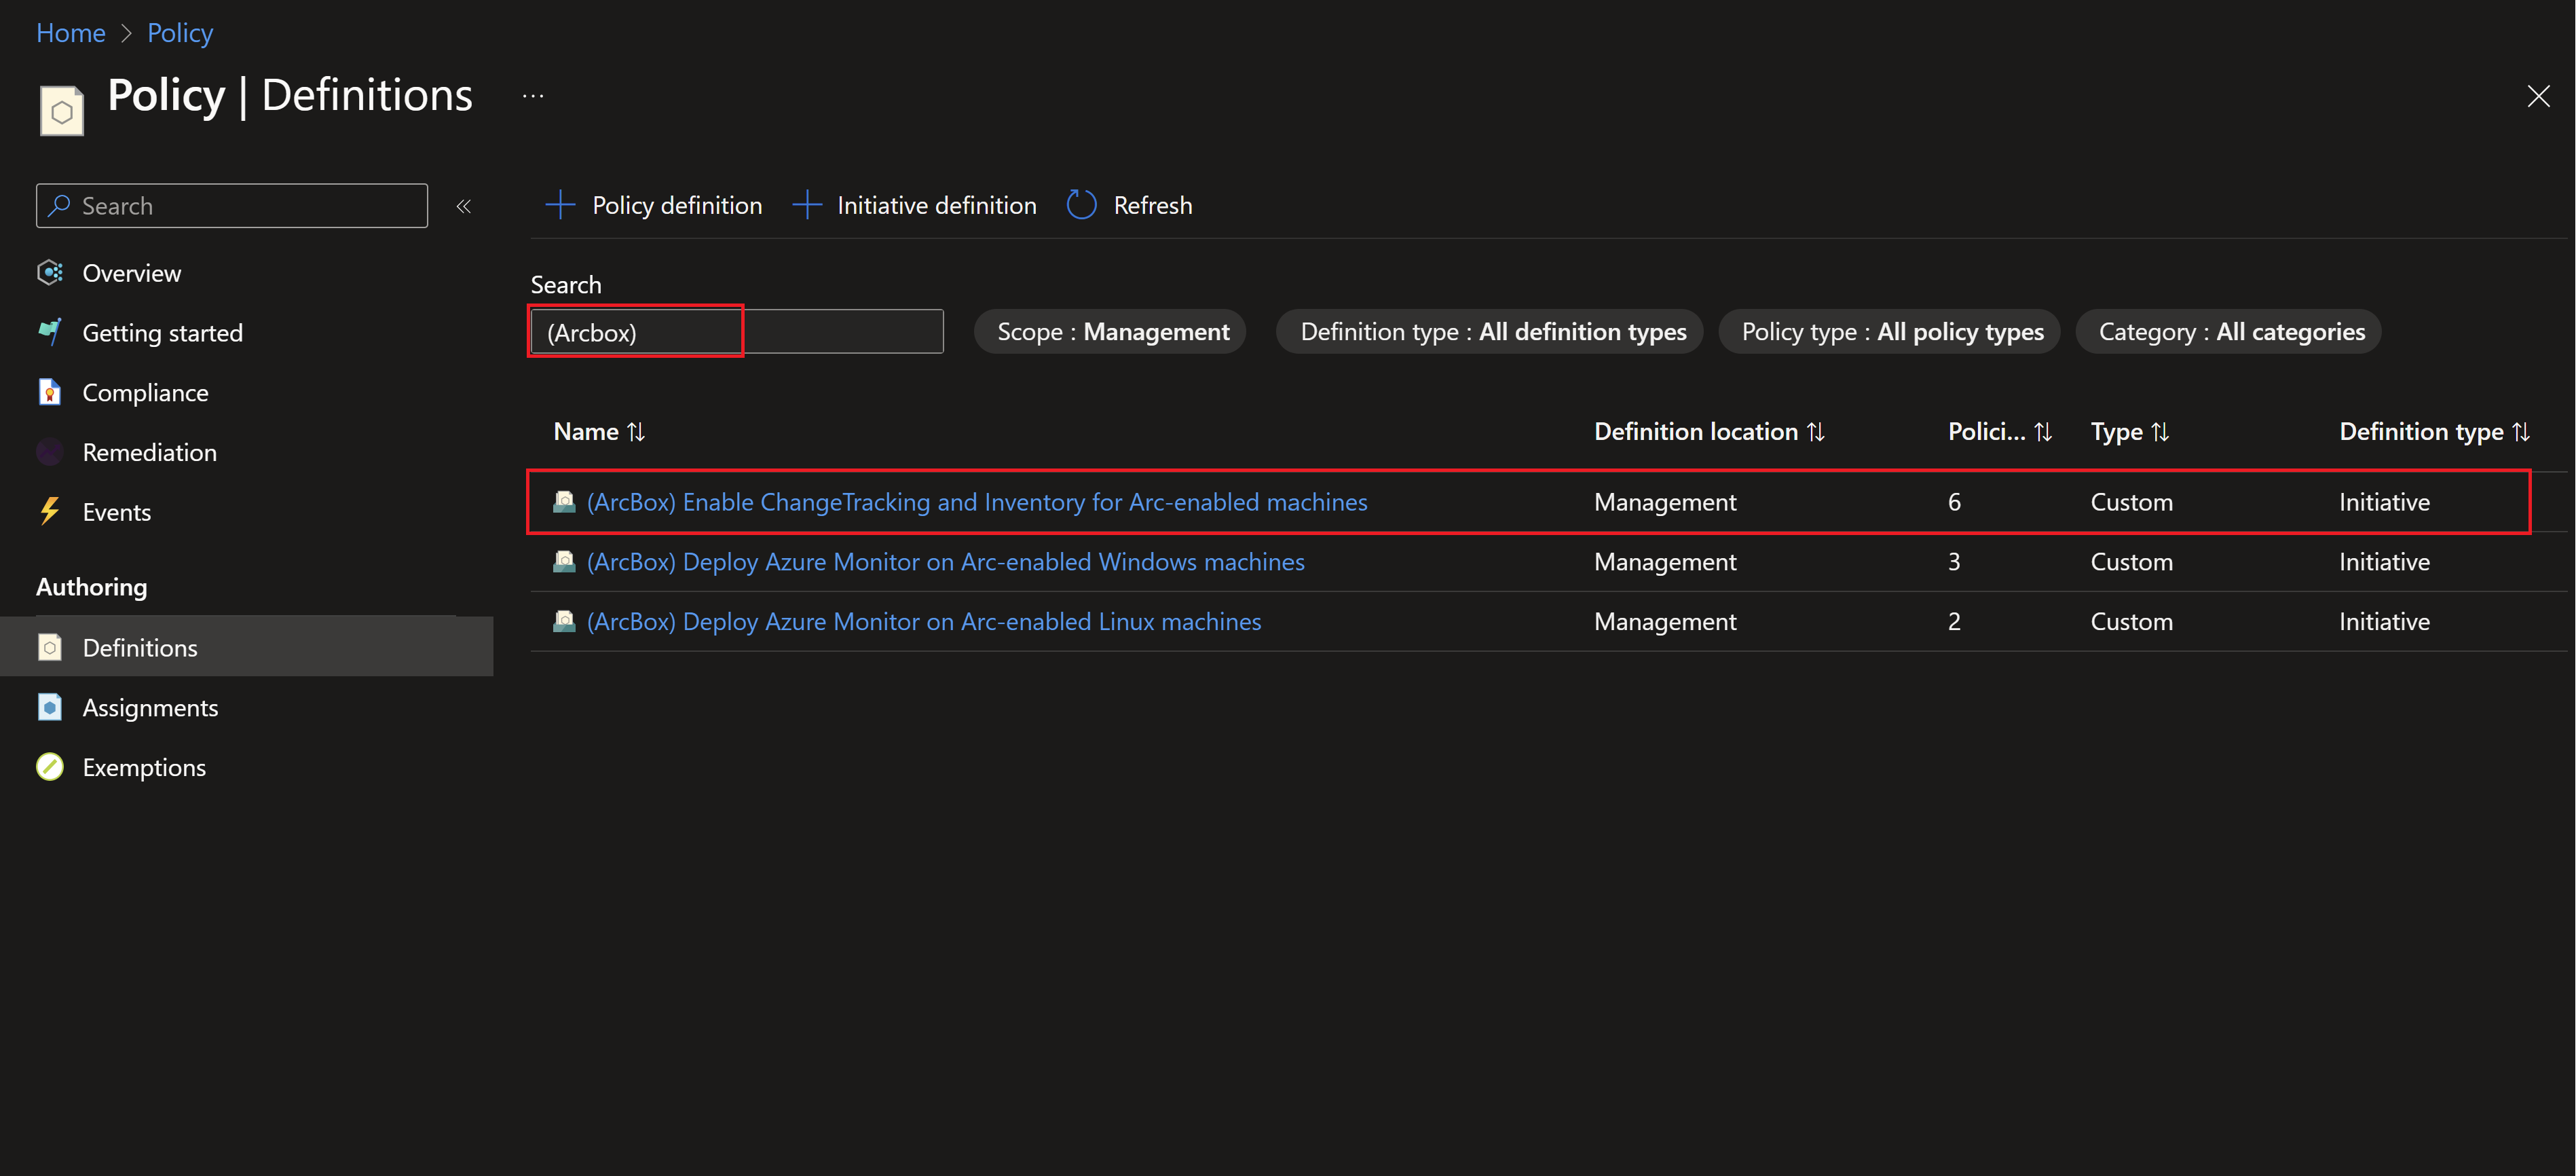 Home > Policy
Policy | Definitions ...
Search
«
Overview
Getting started
Compliance
Remediation
Events
Authoring
Definitions
Assignments
Exemptions
+ Policy definition + Initiative definition Refresh
Search
(Arcbox) Scope : Management Definition type : All definition types Policy type : All policy types Category : All categories
Name Definition location Polici... Type Definition type
(ArcBox) Enable ChangeTracking and Inventory for Arc-enabled machines Management 6 Custom Initiative
(ArcBox) Deploy Azure Monitor on Arc-enabled Windows machines Management 3 Custom Initiative
(ArcBox) Deploy Azure Monitor on Arc-enabled Linux machines Management 2 Custom Initiative